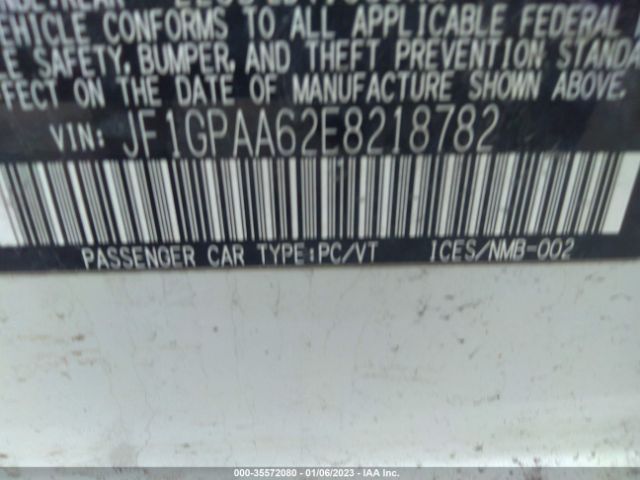 VEHICLE CONFORMS TO ALL APPLICABLE FEDERAL
SAFETY, BUMPER, AND THEFT PREVENTION STANDA
EFFECT ON THE DATE OF MANUFACTURE SHOWN ABOVE.
VIN: JF1GPAA62E8218782
PASSENGER CAR TYPE:PC/VT ICES/NMB-002
000-35572080 - 01/06/2023 - IAA Inc.